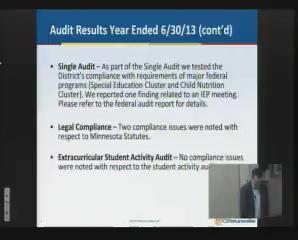 Audit Results Year Ended 6/30/13 (cont'd)
• Single Audit – As part of the Single Audit we tested the
District's compliance with requirements of major federal
programs (Special Education Cluster and Child Nutrition
Cluster). We reported one finding related to an IEP meeting.
Please refer to the federal audit report for details.
• Legal Compliance – Two compliance issues were noted with
respect to Minnesota Statutes.
• Extracurricular Student Activity Audit – No compliance issues
were noted with respect to the student activity